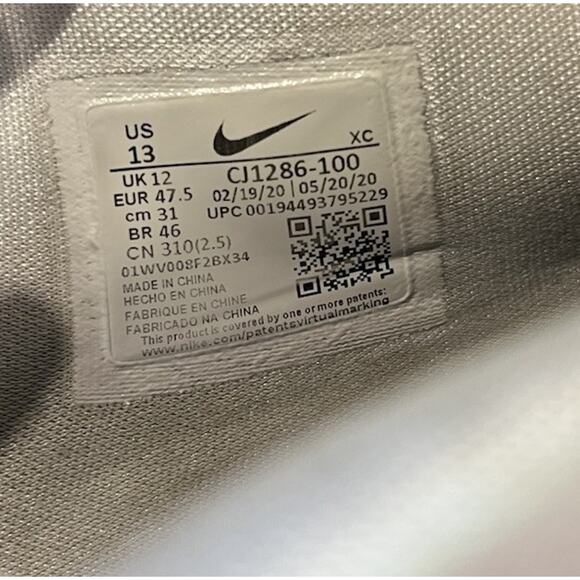 US
13
XC
UK 12
CJ1286-100
EUR 47.5
02/19/20 | 05/20/20
cm 31
UPC 00194493795229
BR 46
CN 310(2.5)
01WV008F2BX34
MADE IN CHINA
HECHO EN CHINA
FABRIQUE EN CHINE
FABRICADO NA CHINA
This product is covered by one or more patents:
www.nike.com/patentsvirtualmarking